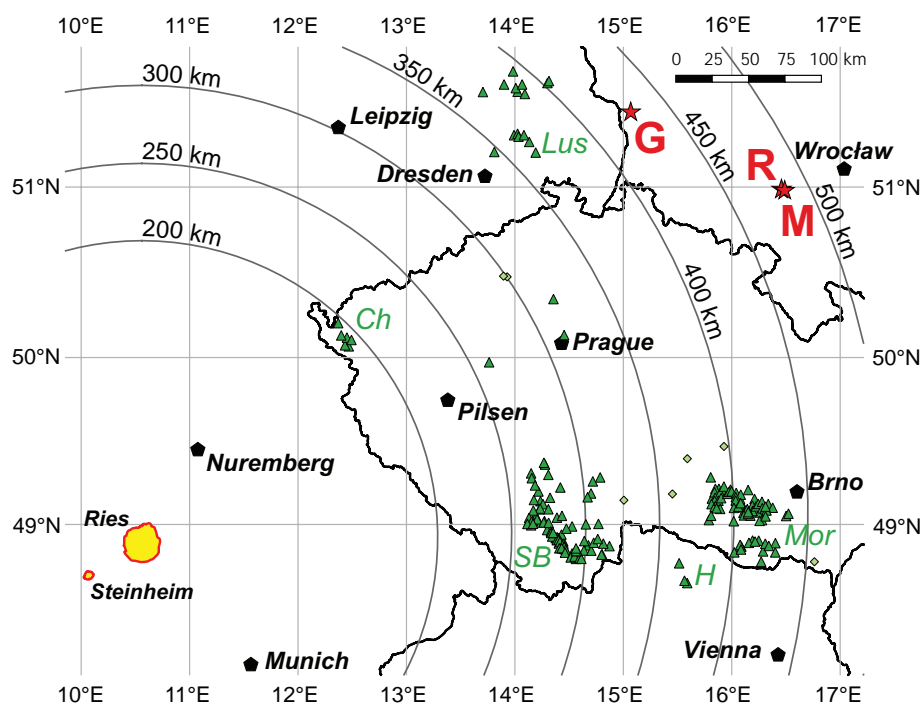 10°E 11°E 12°E 13°E 14°E 15°E 16°E 17°E
0 25 50 75 100 km
300 km
350 km
450 km
Leipzig
G
Lus
R
Wrocław
Dresden
51°N
51°N
M
250 km
500 km
200 km
400 km
Ch
Prague
50°N
50°N
Pilsen
Nuremberg
Brno
Ries
49°N
49°N
Mor
SB
H
Steinheim
Vienna
Munich
10°E 11°E 12°E 13°E 14°E 15°E 16°E 17°E